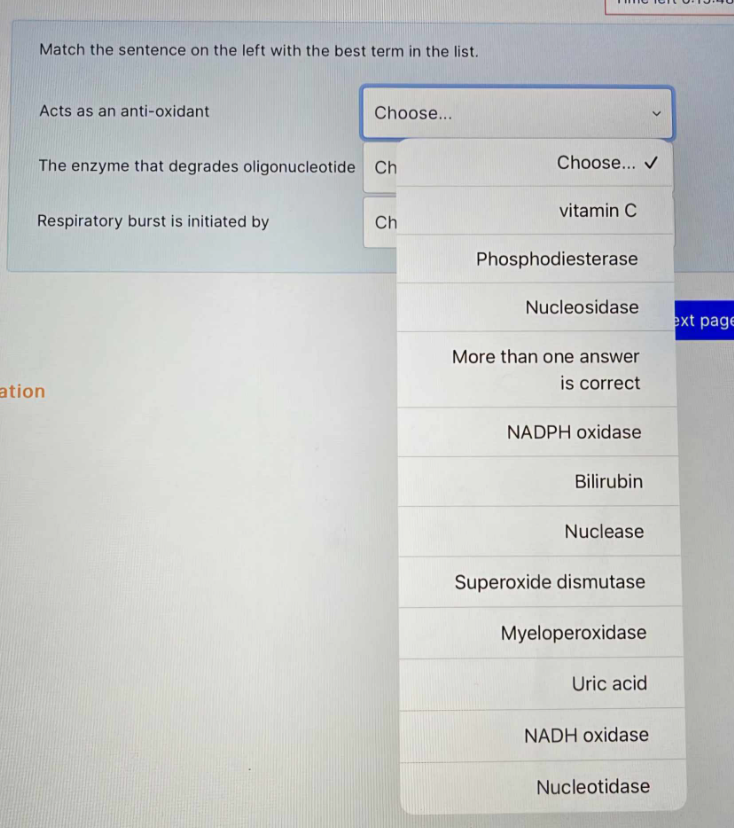 Match the sentence on the left with the best term in the list.
Acts as an anti-oxidant
Choose...
The enzyme that degrades oligonucleotide
Ch
Respiratory burst is initiated by
Ch
Choose... ✓
vitamin C
Phosphodiesterase
Nucleosidase
More than one answer
is correct
NADPH oxidase
Bilirubin
Nuclease
Superoxide dismutase
Myeloperoxidase
Uric acid
NADH oxidase
Nucleotidase
ext page
ation